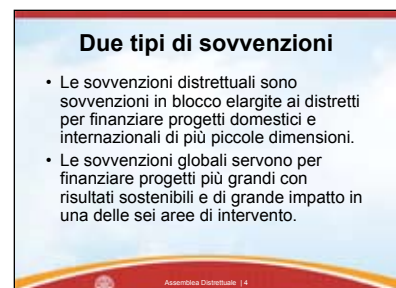 Due tipi di sovvenzioni
• Le sovvenzioni distrettuali sono
sovvenzioni in blocco elargite ai distretti
per finanziare progetti domestici e
internazionali di più piccole dimensioni.
• Le sovvenzioni globali servono per
finanziare progetti più grandi con
risultati sostenibili e di grande impatto in
una delle sei aree di intervento.
Assemblea Distrettuale | 4